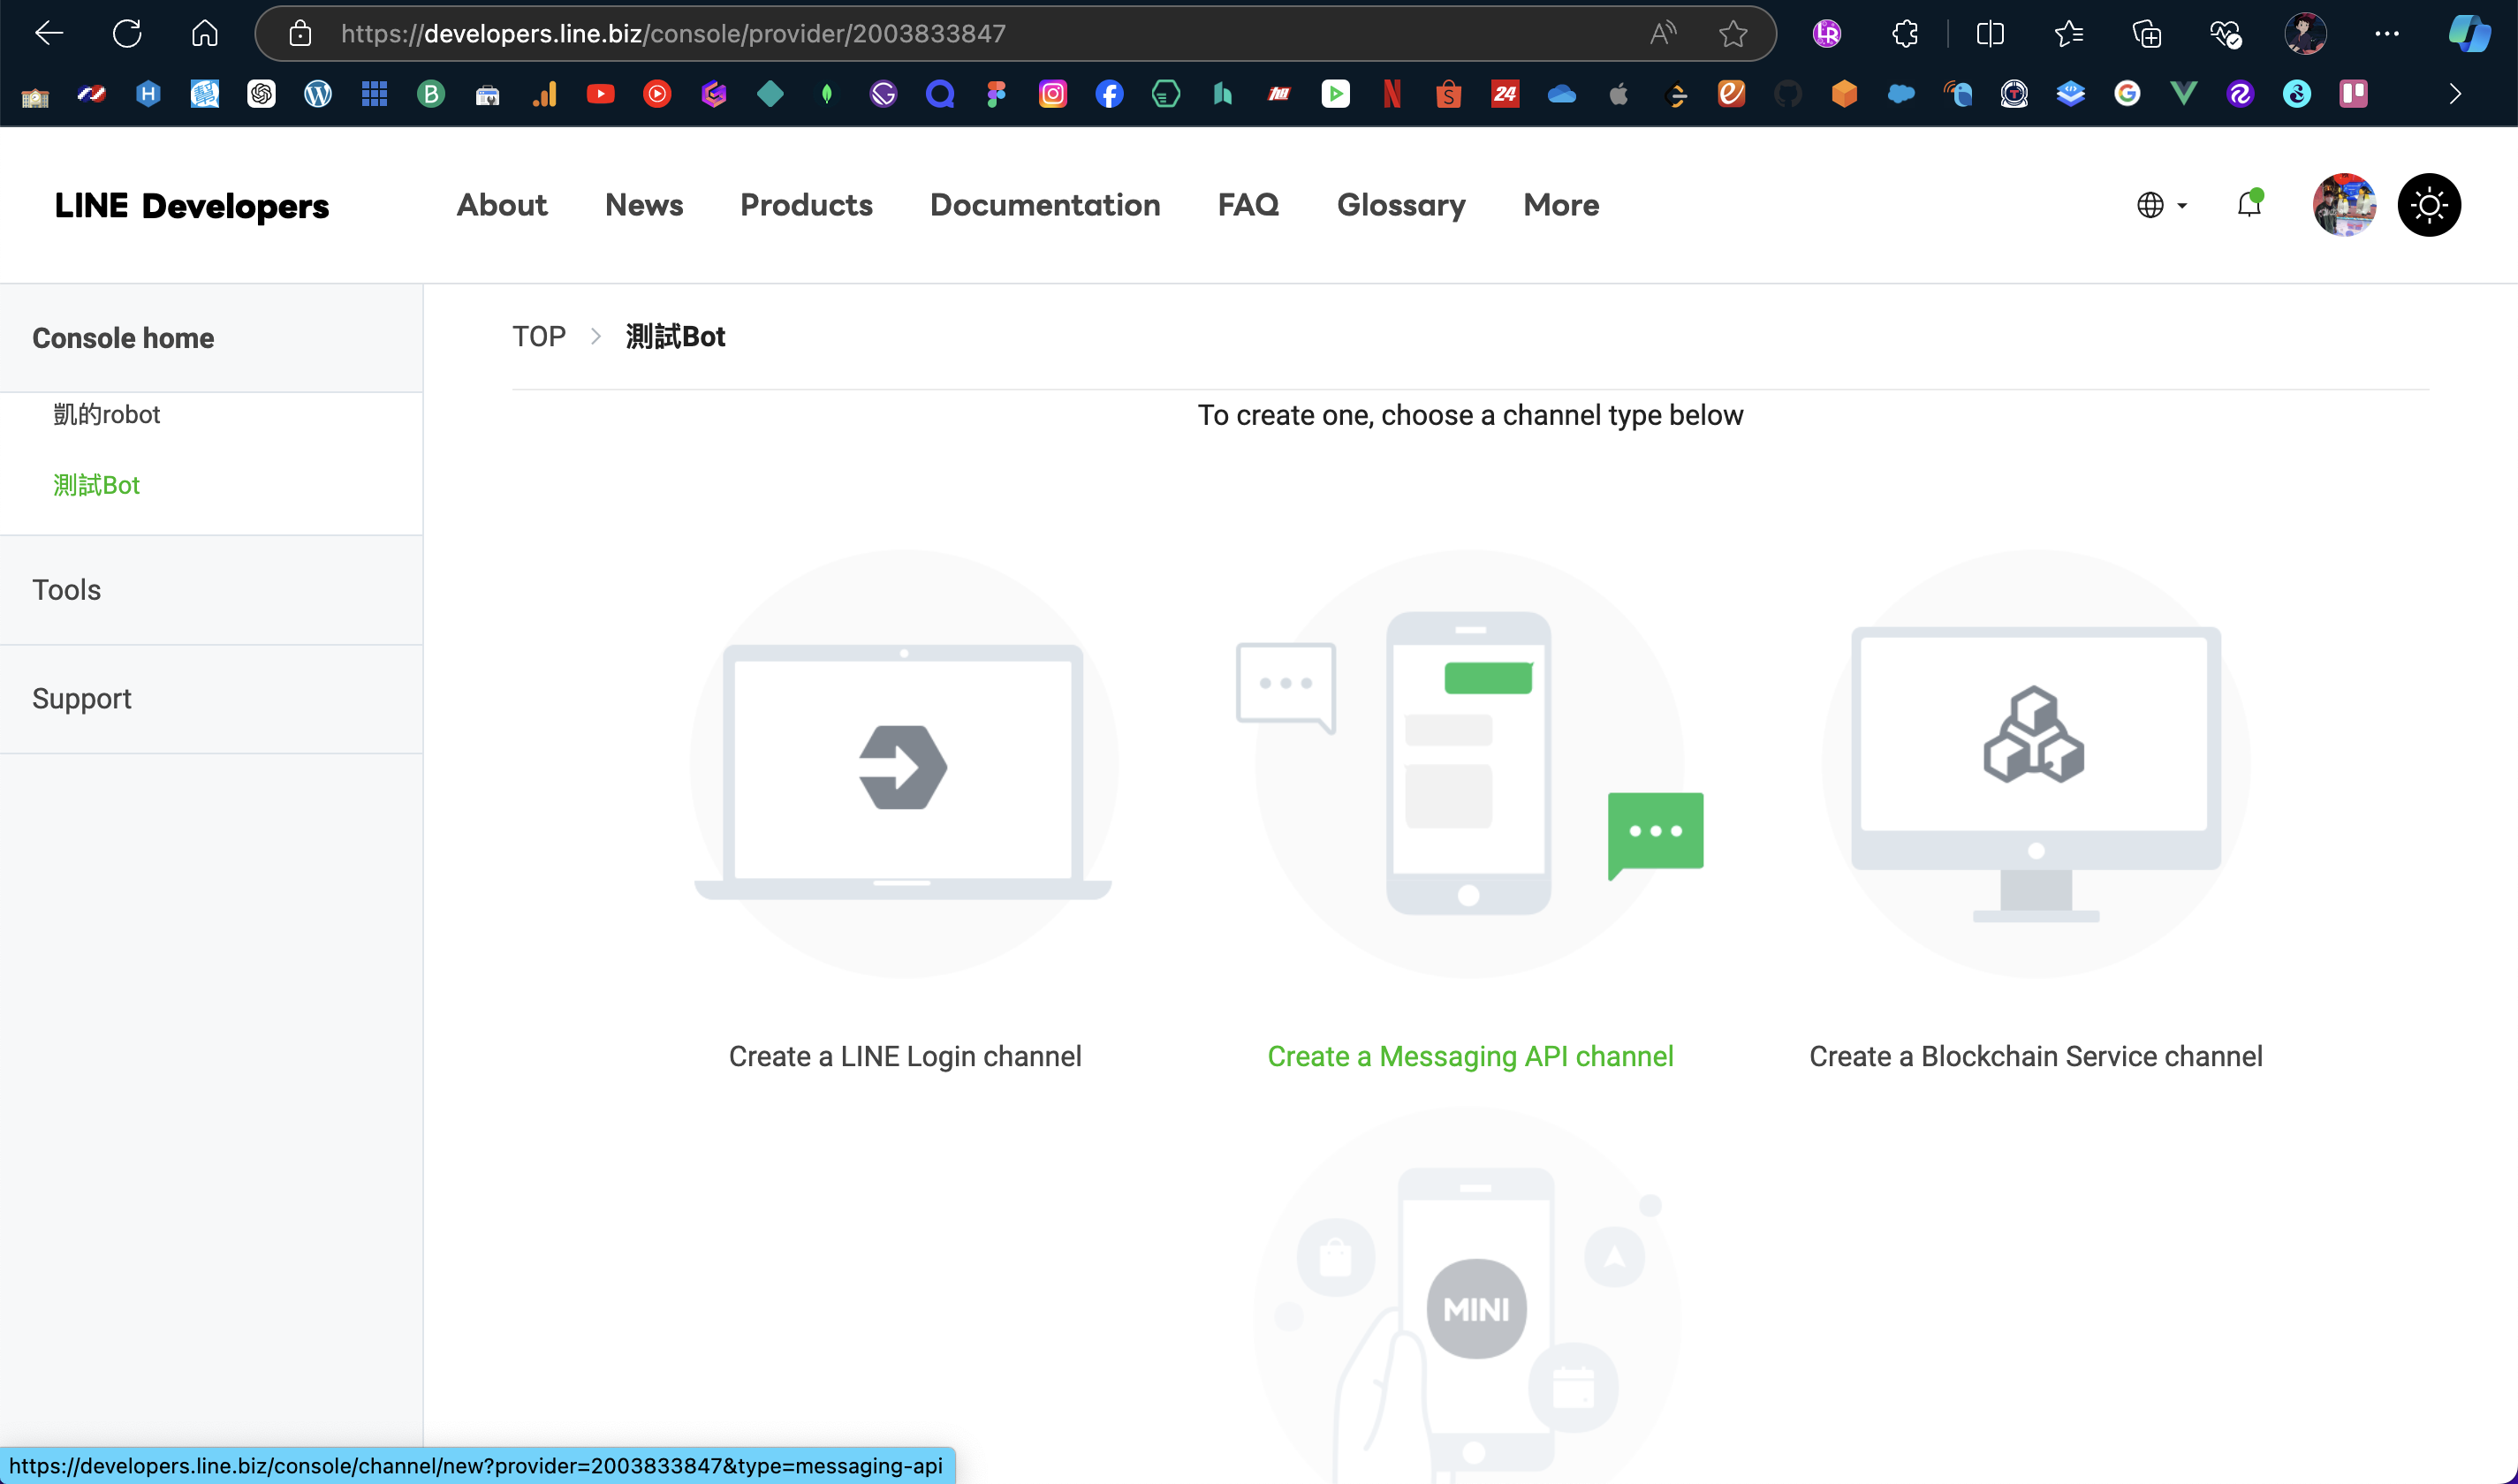 https://developers.line.biz/console/provider/2003833847
LINE Developers
About
News
Products
Documentation
FAQ
Glossary
More
Console home
凱的robot
測試Bot
Tools
Support
TOP > 測試Bot
To create one, choose a channel type below
Create a LINE Login channel
Create a Messaging API channel
Create a Blockchain Service channel
MINI
https://developers.line.biz/console/channel/new?provider=2003833847&type=messaging-api